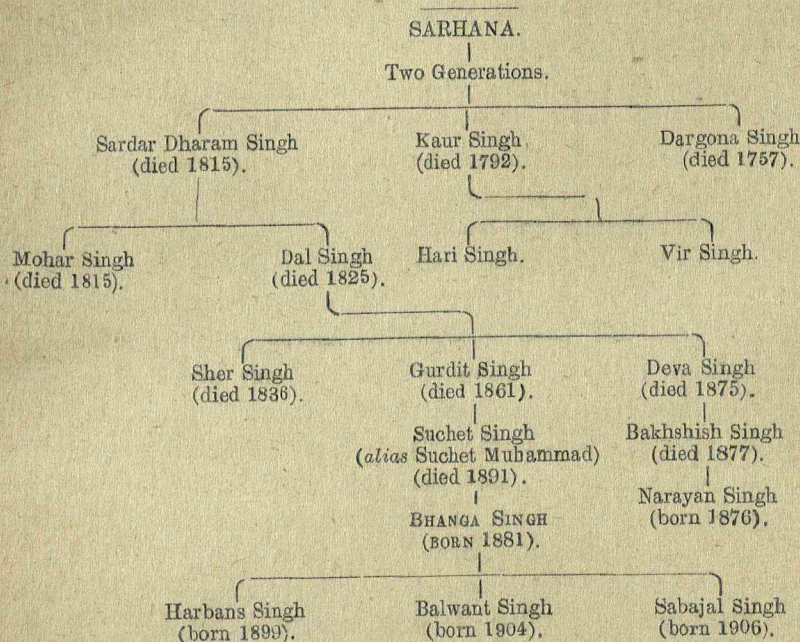 SARHANA.
Two Generations.
Sardar Dharam Singh
(died 1815).
Kaur Singh
(died 1792).
Dargona Singh
(died 1757).
Mohar Singh
(died 1815).
Dal Singh
(died 1825).
Hari Singh.
Vir Singh.
Sher Singh
(died 1836).
Gurdit Singh
(died 1861).
Deva Singh
(died 1875).
Suchet Singh
(alias Suchet Muhammad)
(died 1891).
Bakhshish Singh
(died 1877).
Narayan Singh
(born 1876).
BHANGA SINGH
(BORN 1881).
Harbans Singh
(born 1899).
Balwant Singh
(born 1904).
Sabajal Singh
(born 1906).